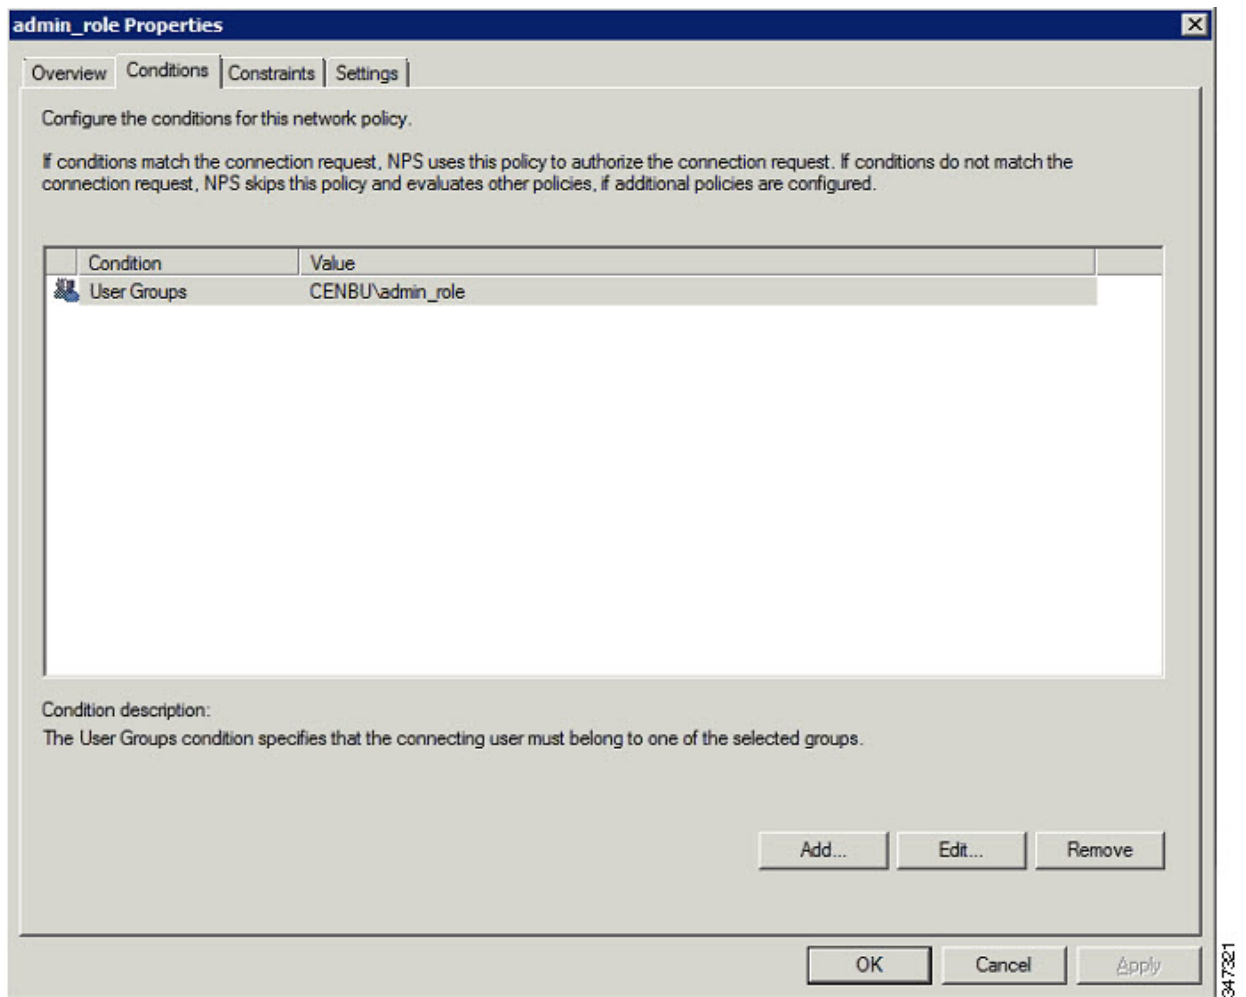 admin_role Properties
Overview Conditions Constraints Settings
Configure the conditions for this network policy.
If conditions match the connection request, NPS uses this policy to authorize the connection request. If conditions do not match the
connection request, NPS skips this policy and evaluates other policies, if additional policies are configured.
Condition Value
User Groups CENBU\admin_role
Condition description:
The User Groups condition specifies that the connecting user must belong to one of the selected groups.
Add... Edit... Remove
OK Cancel Apply
347321